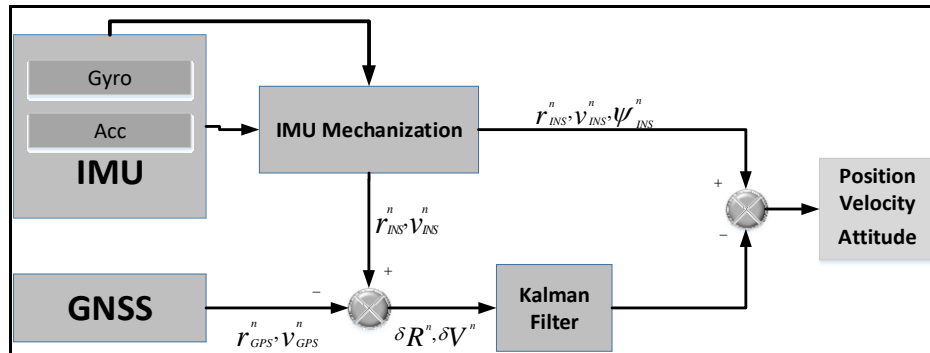 Gyro
Acc
IMU
IMU Mechanization
r^n_INS, v^n_INS, ψ^n_INS
+
−
Position
Velocity
Attitude
r^n_INS, v^n_INS
+
−
GNSS
r^n_GPS, v^n_GPS
δR^n, δV^n
Kalman
Filter